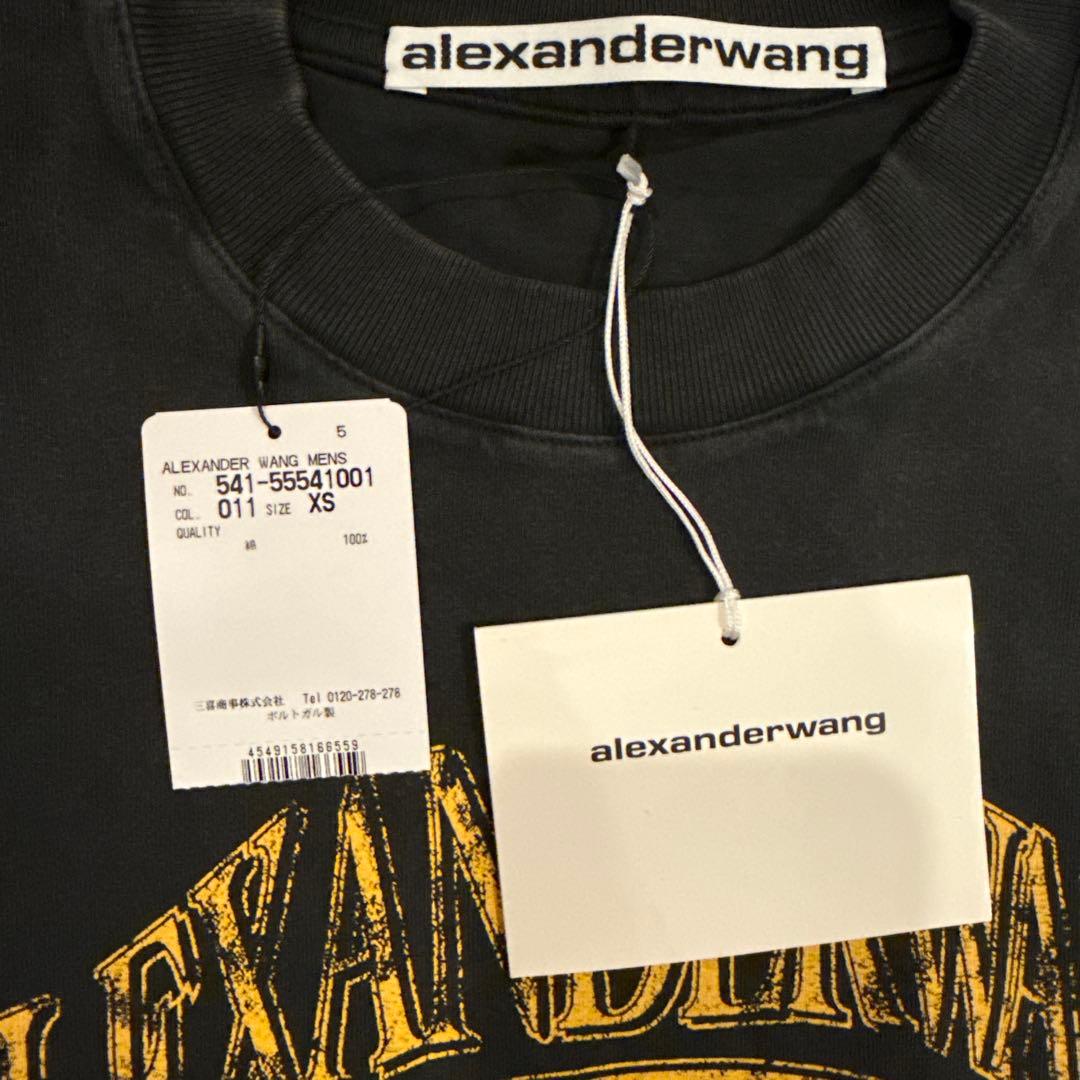 alexanderwang
5
ALEXANDER WANG MENS
NO. 541-55541001
COL. 011 SIZE XS
QUALITY
綿 100%
三喜商事株式会社 Tel 0120-278-278
ポルトガル製
4549158166559
alexanderwang
LEXANDERWA